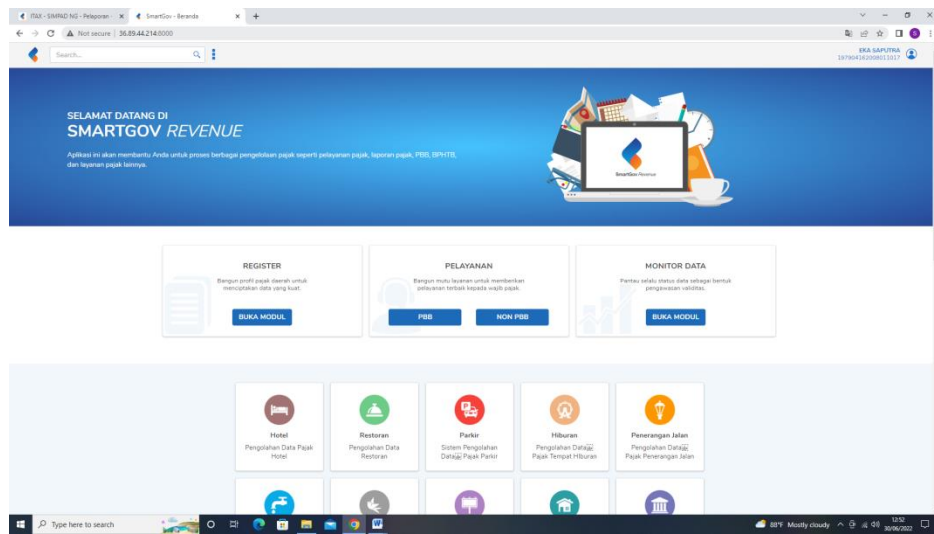 ITAX - SIMPAD NG - Pelaporan -
SmartGov - Beranda
Not secure | 36.89.44.214:8000
Search...
EKA SAPUTRA
SELAMAT DATANG DI
SMARTGOV REVENUE
Aplikasi ini akan membantu Anda untuk proses berbagai pengelolaan pajak seperti pelayanan pajak, laporan pajak, PBB, BPHTB,
dan layanan pajak lainnya.
SmartGov Revenue
REGISTER
Bangun profil pajak daerah untuk
menciptakan data yang kuat.
BUKA MODUL
PELAYANAN
Bangun mutu layanan untuk memberikan
pelayanan terbaik kepada wajib pajak.
PBB
NON PBB
MONITOR DATA
Pantau selalu status data sebagai bentuk
pengawasan validitas.
BUKA MODUL
Hotel
Pengolahan Data Pajak
Hotel
Restoran
Pengolahan Data
Restoran
Parkir
Sistem Pengolahan
Data Pajak Parkir
Hiburan
Pengolahan Data
Pajak Tempat Hiburan
Penerangan Jalan
Pengolahan Data
Pajak Penerangan Jalan
Type here to search
88°F Mostly cloudy
12:52
30/06/2022